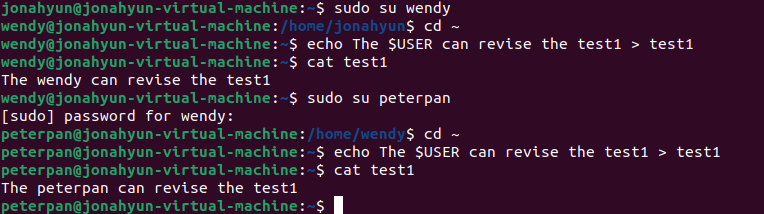 jonahyun@jonahyun-virtual-machine:~$ sudo su wendy
wendy@jonahyun-virtual-machine:/home/jonahyun$ cd ~
wendy@jonahyun-virtual-machine:~$ echo The $USER can revise the test1 > test1
wendy@jonahyun-virtual-machine:~$ cat test1
The wendy can revise the test1
wendy@jonahyun-virtual-machine:~$ sudo su peterpan
[sudo] password for wendy:
peterpan@jonahyun-virtual-machine:/home/wendy$ cd ~
peterpan@jonahyun-virtual-machine:~$ echo The $USER can revise the test1 > test1
peterpan@jonahyun-virtual-machine:~$ cat test1
The peterpan can revise the test1
peterpan@jonahyun-virtual-machine:~$